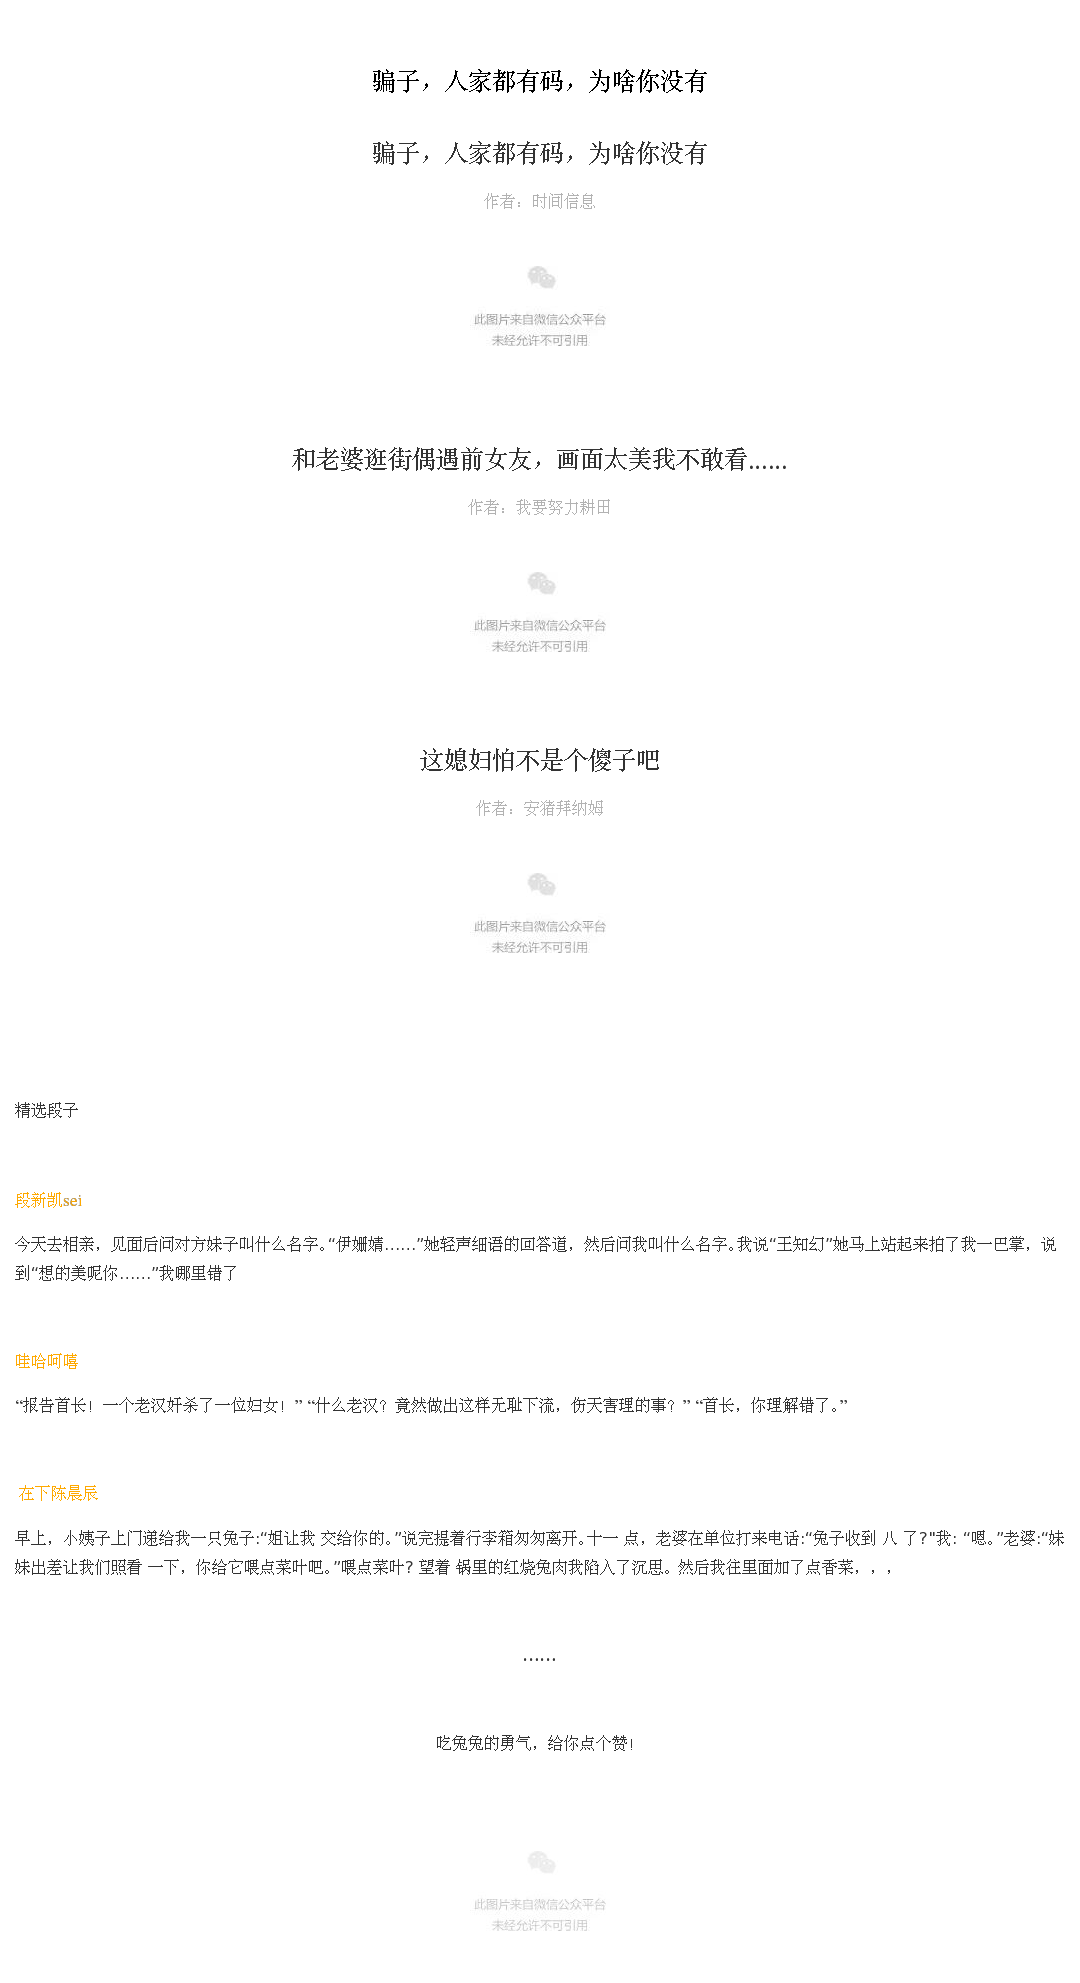 骗子，人家都有码，为啥你没有
骗子，人家都有码，为啥你没有
作者：时间信息
此图片来自微信公众平台
未经允许不可引用
和老婆逛街偶遇前女友，画面太美我不敢看......
作者：我要努力耕田
此图片来自微信公众平台
未经允许不可引用
这媳妇怕不是个傻子吧
作者：安猪拜纳姆
此图片来自微信公众平台
未经允许不可引用
精选段子
段新凯sei
今天去相亲，见面后问对方妹子叫什么名字。“伊姗婧……”她轻声细语的回答道，然后问我叫什么名字。我说“王知幻”她马上站起来拍了我一巴掌，说
到“想的美呢你……”我哪里错了
哇哈呵嘻
“报告首长！一个老汉奸杀了一位妇女！” “什么老汉？竟然做出这样无耻下流，伤天害理的事？” “首长，你理解错了。”
在下陈晨辰
早上，小姨子上门递给我一只兔子:“姐让我 交给你的。”说完提着行李箱匆匆离开。十一 点，老婆在单位打来电话:“兔子收到 八 了?"我: “嗯。”老婆:“妹
妹出差让我们照看 一下，你给它喂点菜叶吧。”喂点菜叶? 望着 锅里的红烧兔肉我陷入了沉思。然后我往里面加了点香菜，，，
……
吃兔兔的勇气，给你点个赞！
此图片来自微信公众平台
未经允许不可引用